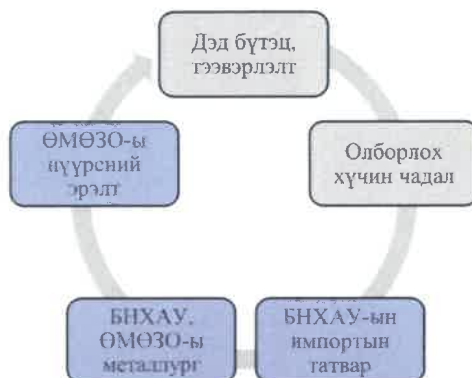 Дэд бүтэц,
тээвэрлэлт
Олборлох
хүчин чадал
БНХАУ-ын
импортын
татвар
БНХАУ,
ӨМӨЗО-ы
металлург
ӨМӨЗО-ы
нүүрсний
эрэлт